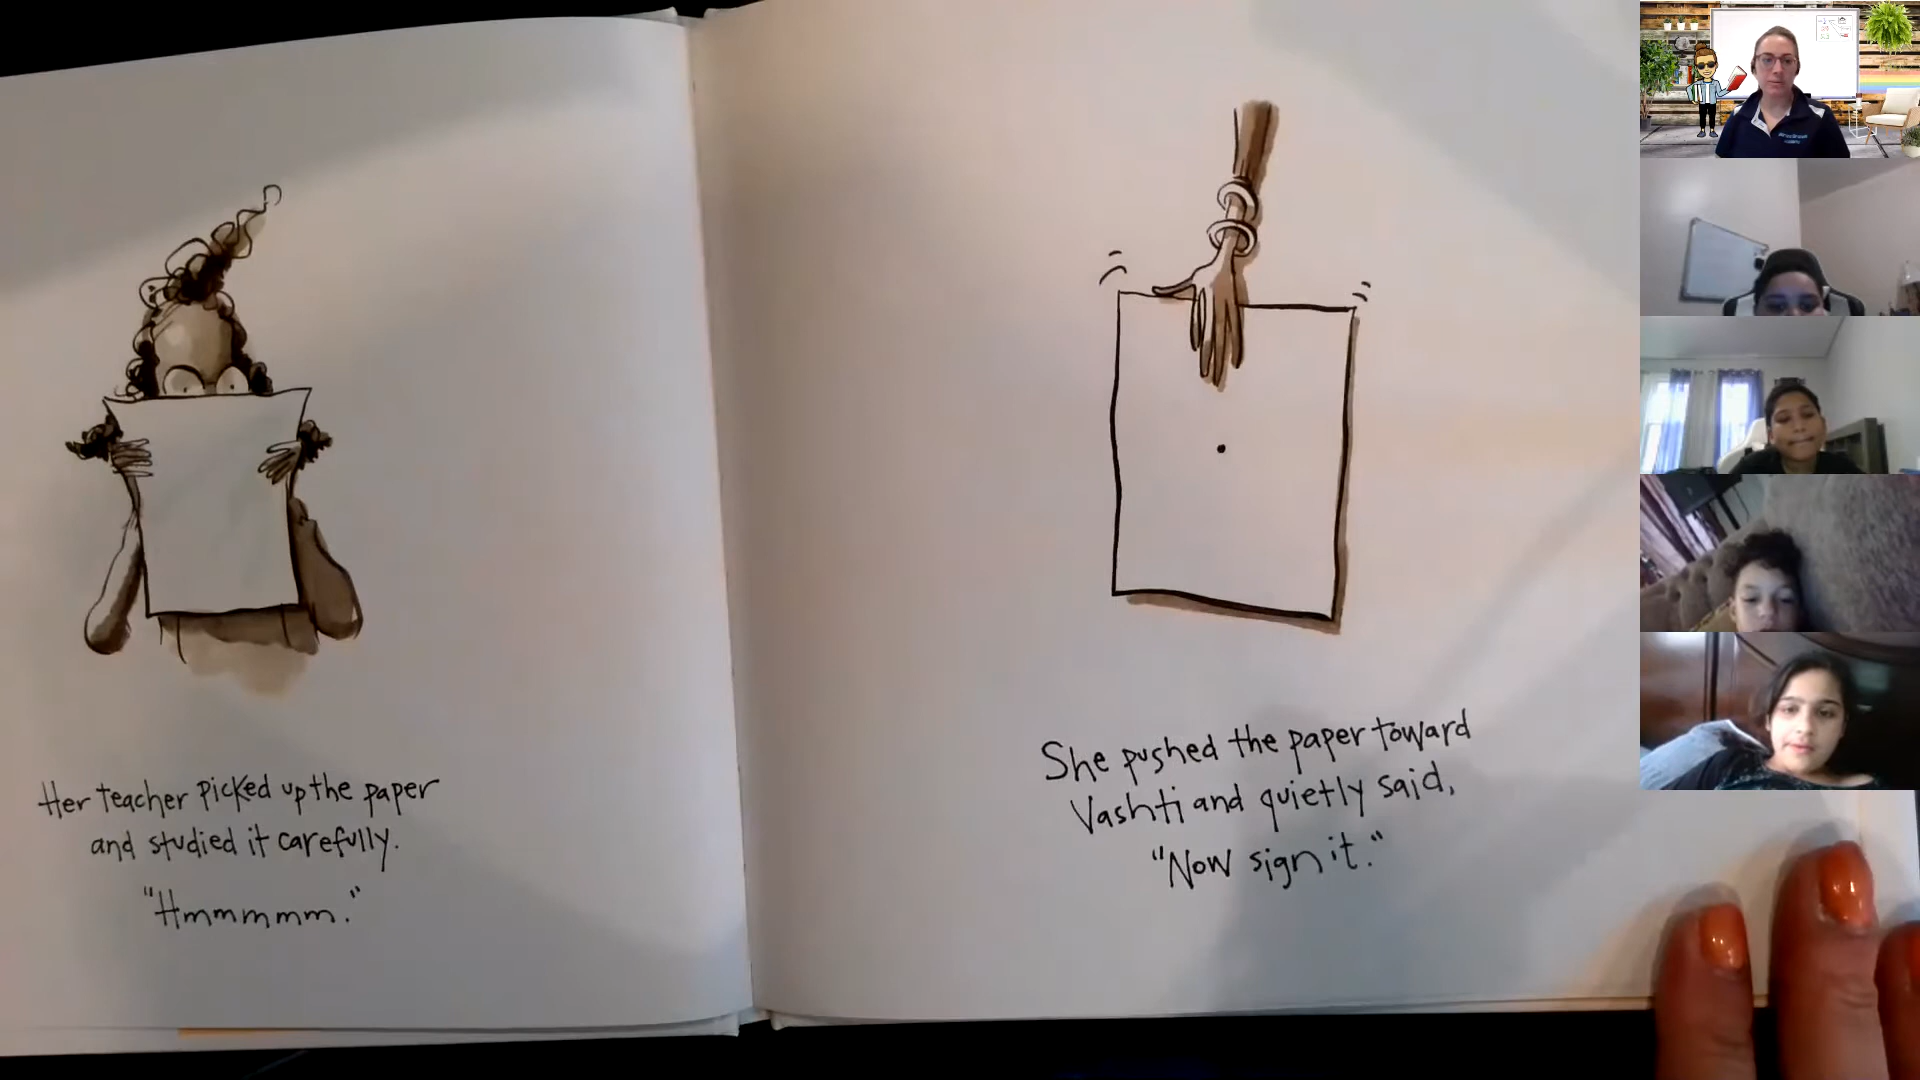 Her teacher picked up the paper
and studied it carefully.
"Hmmmmm."
She pushed the paper toward
Vashti and quietly said,
"Now sign it."